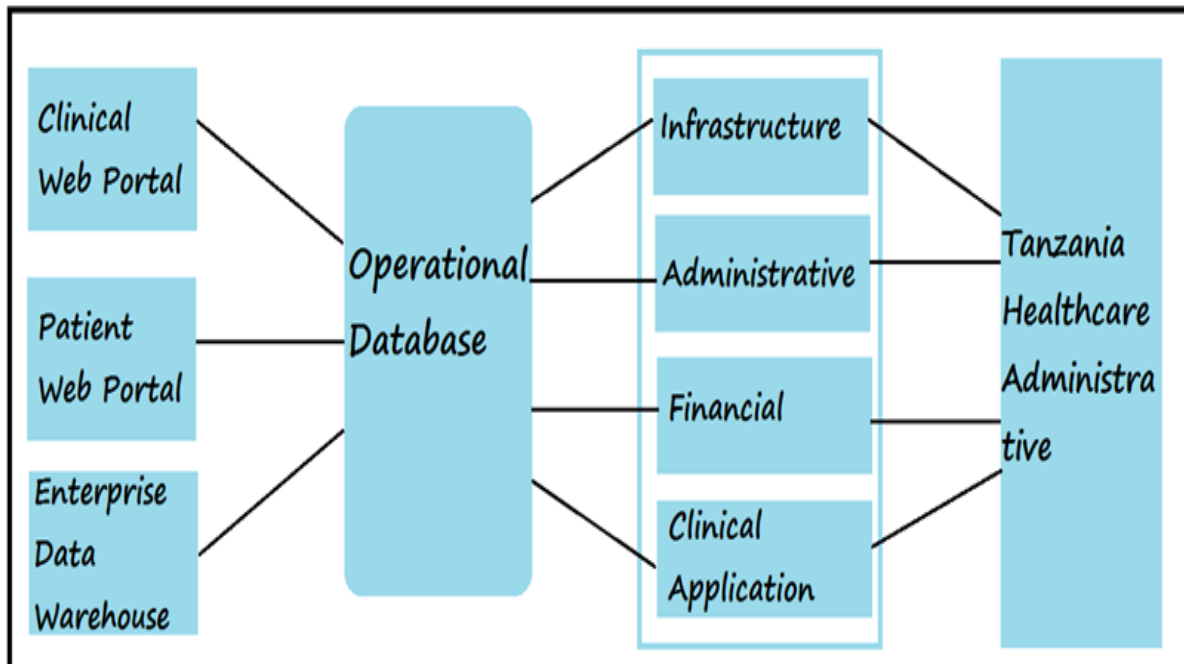 Clinical
Web Portal
Patient
Web Portal
Enterprise
Data
Warehouse
Operational
Database
Infrastructure
Administrative
Financial
Clinical
Application
Tanzania
Healthcare
Administra
tive